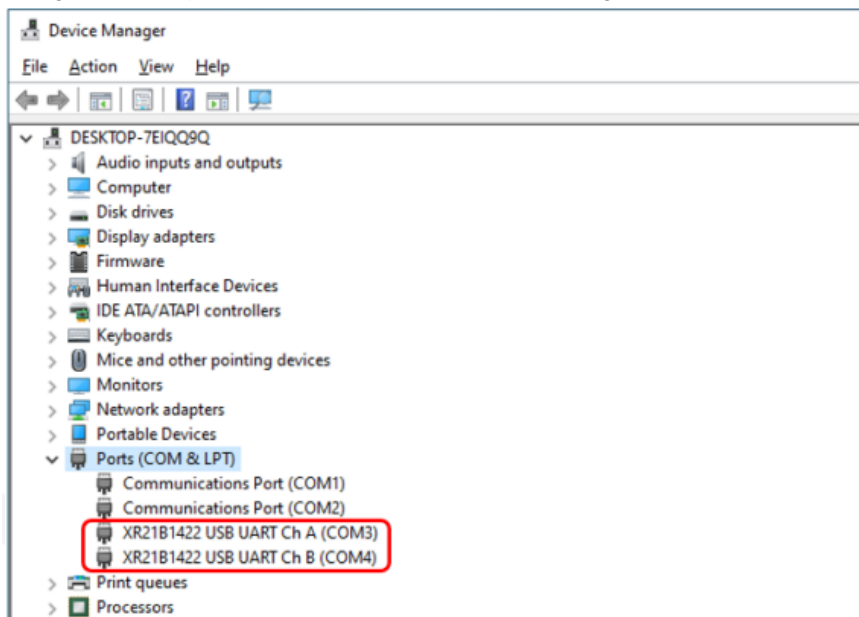 Device Manager
File Action View Help
DESKTOP-7EIQQ9Q
Audio inputs and outputs
Computer
Disk drives
Display adapters
Firmware
Human Interface Devices
IDE ATA/ATAPI controllers
Keyboards
Mice and other pointing devices
Monitors
Network adapters
Portable Devices
Ports (COM & LPT)
Communications Port (COM1)
Communications Port (COM2)
XR21B1422 USB UART Ch A (COM3)
XR21B1422 USB UART Ch B (COM4)
Print queues
Processors